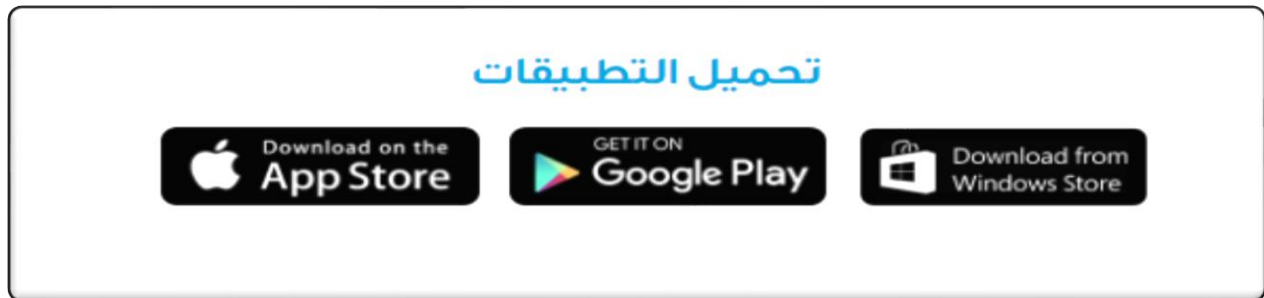 تحميل التطبيقات
Download on the
App Store
GET IT ON
Google Play
Download from
Windows Store